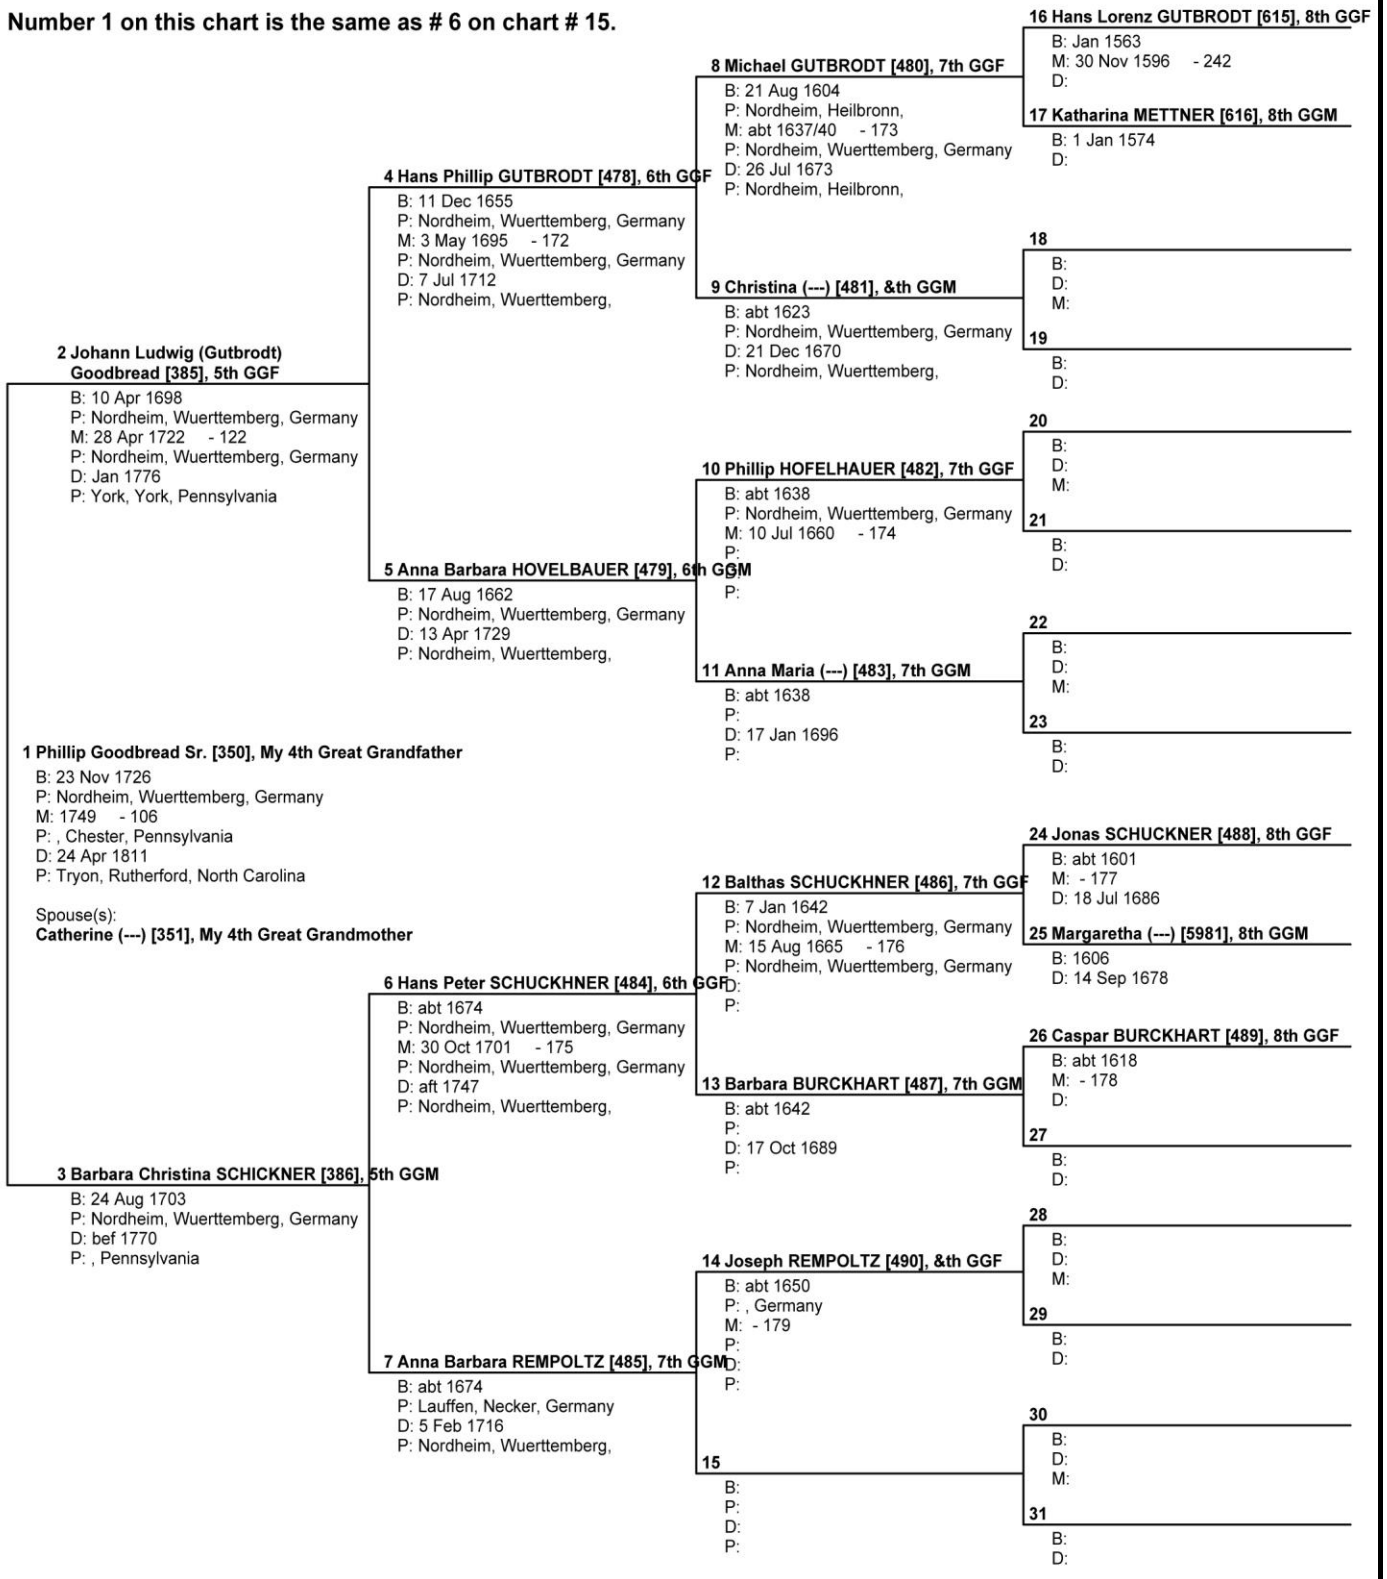 Number 1 on this chart is the same as # 6 on chart # 15.
1 Phillip Goodbread Sr. [350], My 4th Great Grandfather
B: 23 Nov 1726
P: Nordheim, Wuerttemberg, Germany
M: 1749 - 106
P: , Chester, Pennsylvania
D: 24 Apr 1811
P: Tryon, Rutherford, North Carolina
Spouse(s):
Catherine (---) [351], My 4th Great Grandmother
2 Johann Ludwig (Gutbrodt)
Goodbread [385], 5th GGF
B: 10 Apr 1698
P: Nordheim, Wuerttemberg, Germany
M: 28 Apr 1722 - 122
P: Nordheim, Wuerttemberg, Germany
D: Jan 1776
P: York, York, Pennsylvania
3 Barbara Christina SCHICKNER [386], 5th GGM
B: 24 Aug 1703
P: Nordheim, Wuerttemberg, Germany
D: bef 1770
P: , Pennsylvania
4 Hans Phillip GUTBRODT [478], 6th GGF
B: 11 Dec 1655
P: Nordheim, Wuerttemberg, Germany
M: 3 May 1695 - 172
P: Nordheim, Wuerttemberg, Germany
D: 7 Jul 1712
P: Nordheim, Wuerttemberg,
5 Anna Barbara HOVELBAUER [479], 6th GGM
B: 17 Aug 1662
P: Nordheim, Wuerttemberg, Germany
D: 13 Apr 1729
P: Nordheim, Wuerttemberg,
6 Hans Peter SCHUCKHNER [484], 6th GGF
B: abt 1674
P: Nordheim, Wuerttemberg, Germany
M: 30 Oct 1701 - 175
P: Nordheim, Wuerttemberg, Germany
D: aft 1747
P: Nordheim, Wuerttemberg,
7 Anna Barbara REMPOLTZ [485], 7th GGM
B: abt 1674
P: Lauffen, Necker, Germany
D: 5 Feb 1716
P: Nordheim, Wuerttemberg,
8 Michael GUTBRODT [480], 7th GGF
B: 21 Aug 1604
P: Nordheim, Heilbronn,
M: abt 1637/40 - 173
P: Nordheim, Wuerttemberg, Germany
D: 26 Jul 1673
P: Nordheim, Heilbronn,
9 Christina (---) [481], &th GGM
B: abt 1623
P: Nordheim, Wuerttemberg, Germany
D: 21 Dec 1670
P: Nordheim, Wuerttemberg,
10 Phillip HOFELHAUER [482], 7th GGF
B: abt 1638
P: Nordheim, Wuerttemberg, Germany
M: 10 Jul 1660 - 174
P:
D:
P:
11 Anna Maria (---) [483], 7th GGM
B: abt 1638
P:
D: 17 Jan 1696
P:
12 Balthas SCHUCKHNER [486], 7th GGF
B: 7 Jan 1642
P: Nordheim, Wuerttemberg, Germany
M: 15 Aug 1665 - 176
P: Nordheim, Wuerttemberg, Germany
D:
P:
13 Barbara BURCKHART [487], 7th GGM
B: abt 1642
P:
D: 17 Oct 1689
P:
14 Joseph REMPOLTZ [490], &th GGF
B: abt 1650
P: , Germany
M: - 179
P:
D:
P:
15
B:
P:
D:
P:
16 Hans Lorenz GUTBRODT [615], 8th GGF
B: Jan 1563
M: 30 Nov 1596 - 242
D:
17 Katharina METTNER [616], 8th GGM
B: 1 Jan 1574
D:
18
B:
D:
M:
19
B:
D:
20
B:
D:
M:
21
B:
D:
22
B:
D:
M:
23
B:
D:
24 Jonas SCHUCKNER [488], 8th GGF
B: abt 1601
M: - 177
D: 18 Jul 1686
25 Margaretha (---) [5981], 8th GGM
B: 1606
D: 14 Sep 1678
26 Caspar BURCKHART [489], 8th GGF
B: abt 1618
M: - 178
D:
27
B:
D:
28
B:
D:
M:
29
B:
D:
30
B:
D:
M:
31
B:
D: